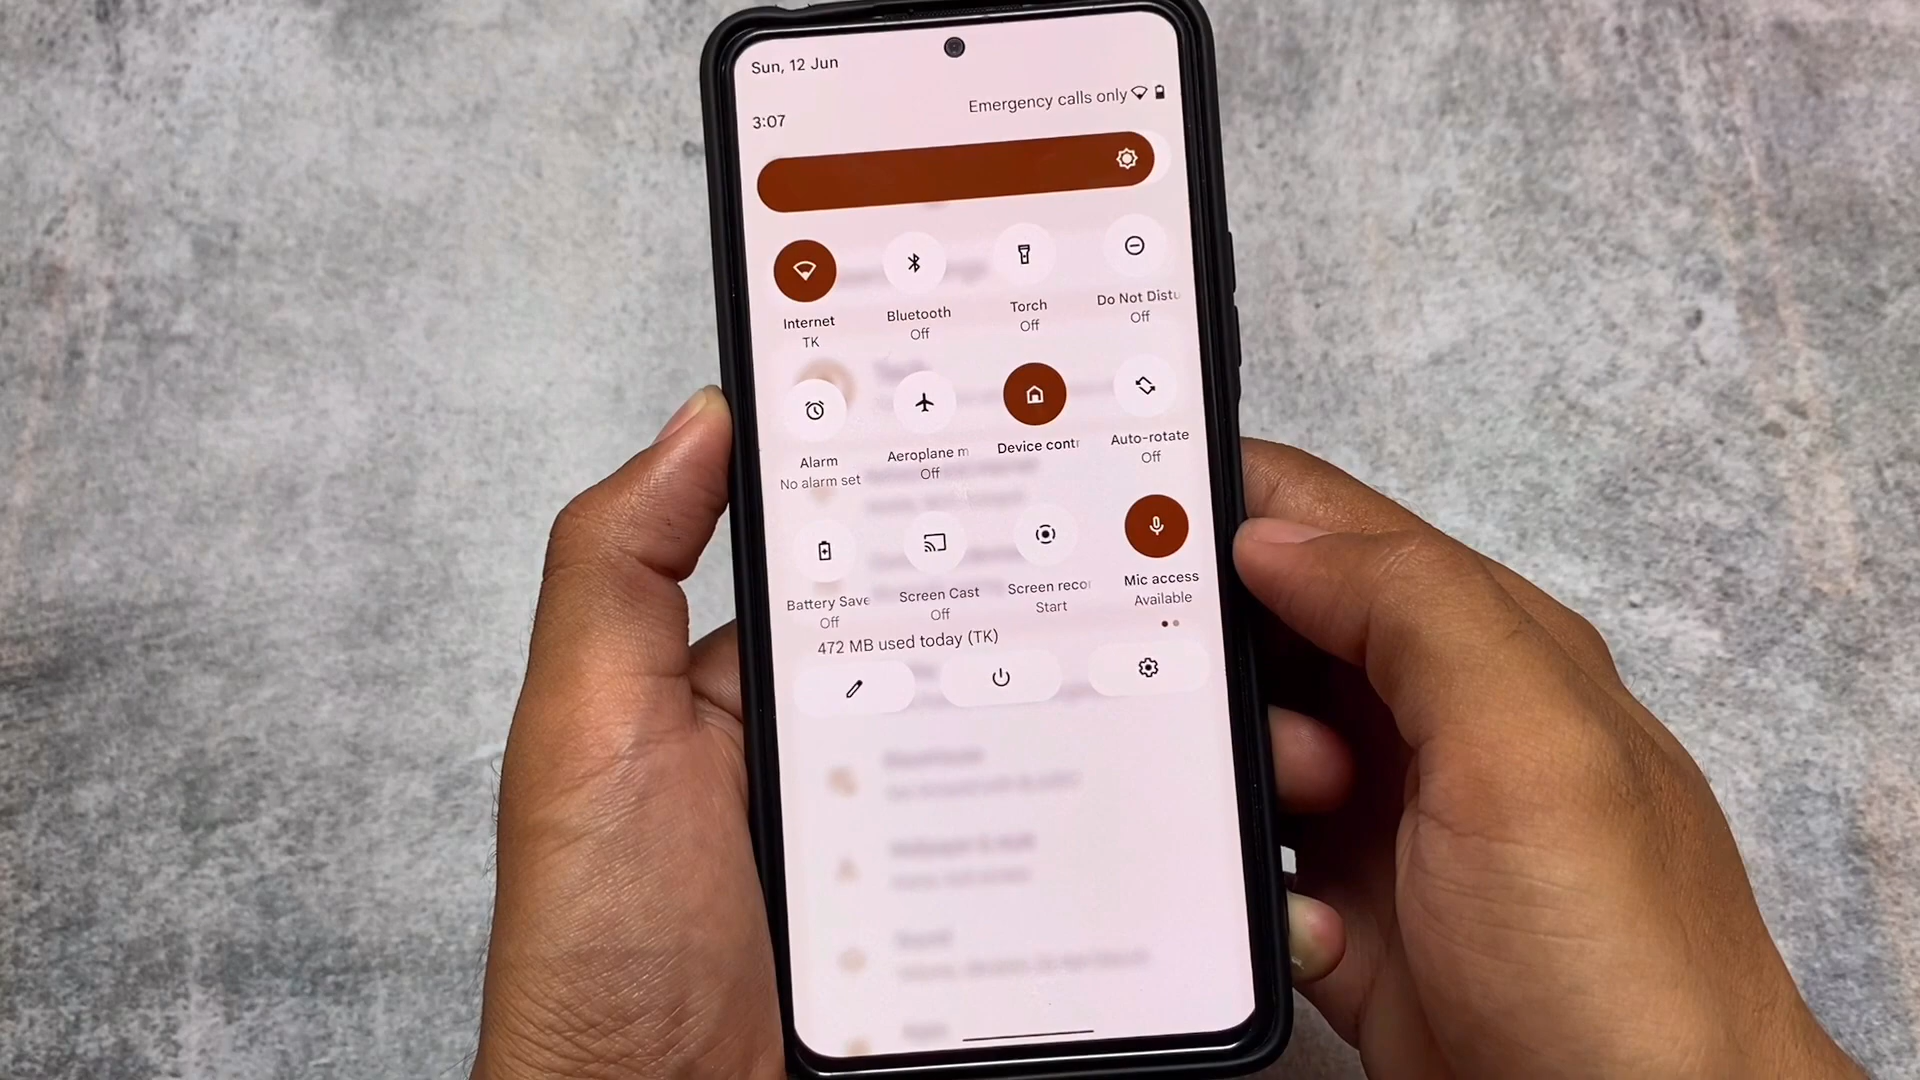 Sun, 12 Jun
Emergency calls only
3:07
Internet
TK
Bluetooth
Off
Torch
Off
Do Not Distu
Off
Alarm
No alarm set
Aeroplane m
Off
Device contr
Auto-rotate
Off
Battery Save
Off
Screen Cast
Off
Screen recor
Start
Mic access
Available
472 MB used today (TK)